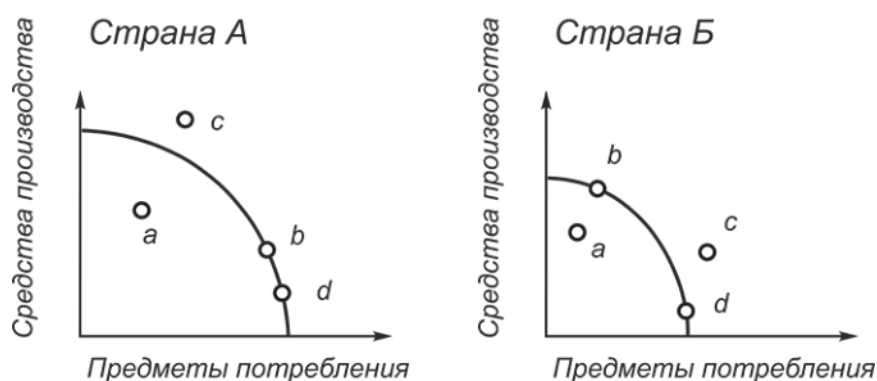 Страна А
Средства производства
c
a
b
d
Предметы потребления
Страна Б
Средства производства
b
a
c
d
Предметы потребления